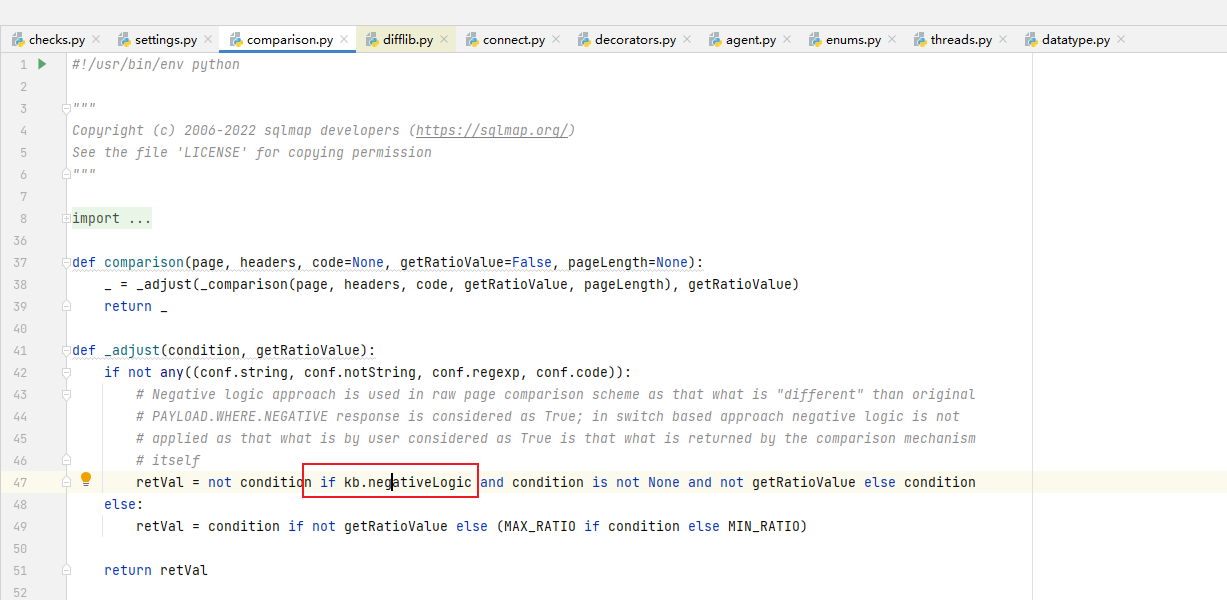 checks.py settings.py comparison.py difflib.py connect.py decorators.py agent.py enums.py threads.py datatype.py
1 #!/usr/bin/env python
2
3 """
4 Copyright (c) 2006-2022 sqlmap developers (https://sqlmap.org/)
5 See the file 'LICENSE' for copying permission
6 """
7
8 import ...
36
37 def comparison(page, headers, code=None, getRatioValue=False, pageLength=None):
38     _ = _adjust(_comparison(page, headers, code, getRatioValue, pageLength), getRatioValue)
39     return _
40
41 def _adjust(condition, getRatioValue):
42     if not any((conf.string, conf.notString, conf.regexp, conf.code)):
43         # Negative logic approach is used in raw page comparison scheme as that what is "different" than original
44         # PAYLOAD.WHERE.NEGATIVE response is considered as True; in switch based approach negative logic is not
45         # applied as that what is by user considered as True is that what is returned by the comparison mechanism
46         # itself
47         retVal = not condition if kb.negativeLogic and condition is not None and not getRatioValue else condition
48     else:
49         retVal = condition if not getRatioValue else (MAX_RATIO if condition else MIN_RATIO)
50
51     return retVal
52